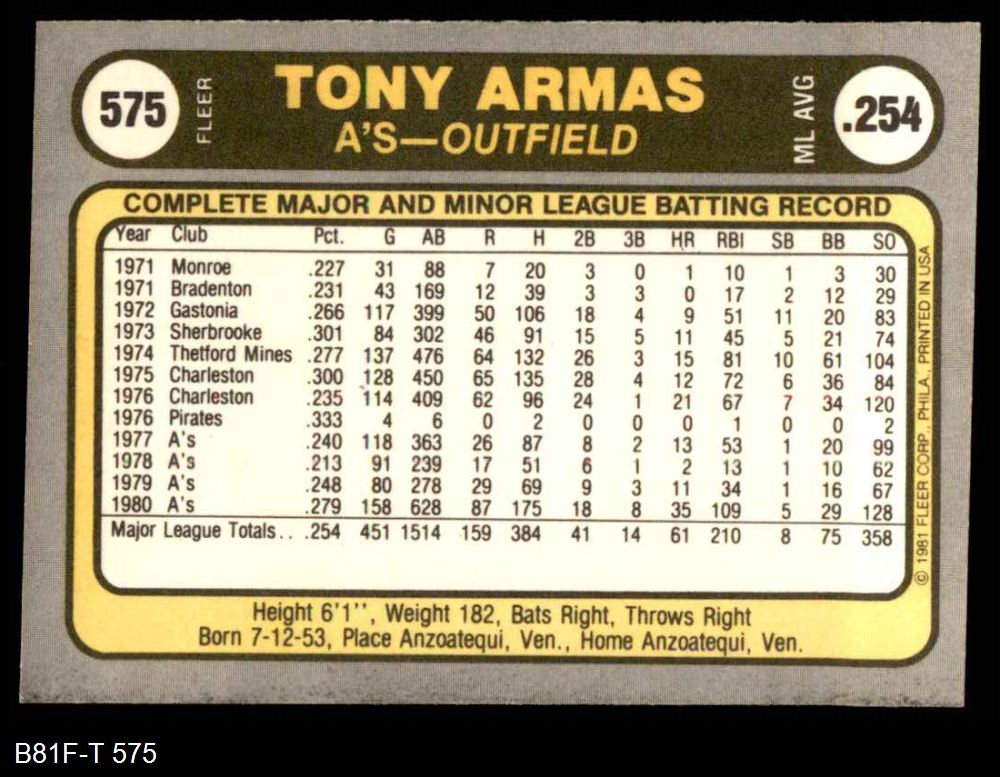 575 FLEER TONY ARMAS ML AVG .254
A'S—OUTFIELD
COMPLETE MAJOR AND MINOR LEAGUE BATTING RECORD
Year Club Pct. G AB R H 2B 3B HR RBI SB BB SO
1971 Monroe .227 31 88 7 20 3 0 1 10 1 3 30
1971 Bradenton .231 43 169 12 39 3 3 0 17 2 12 29
1972 Gastonia .266 117 399 50 106 18 4 9 51 11 20 83
1973 Sherbrooke .301 84 302 46 91 15 5 11 45 5 21 74
1974 Thetford Mines .277 137 476 64 132 26 3 15 81 10 61 104
1975 Charleston .300 128 450 65 135 28 4 12 72 6 36 84
1976 Charleston .235 114 409 62 96 24 1 21 67 7 34 120
1976 Pirates .333 4 6 0 2 0 0 0 1 0 0 2
1977 A's .240 118 363 26 87 8 2 13 53 1 20 99
1978 A's .213 91 239 17 51 6 1 2 13 1 10 62
1979 A's .248 80 278 29 69 9 3 11 34 1 16 67
1980 A's .279 158 628 87 175 18 8 35 109 5 29 128
Major League Totals.. .254 451 1514 159 384 41 14 61 210 8 75 358
© 1981 FLEER CORP., PHILA., PRINTED IN USA
Height 6'1'', Weight 182, Bats Right, Throws Right
Born 7-12-53, Place Anzoatequi, Ven., Home Anzoatequi, Ven.
B81F-T 575